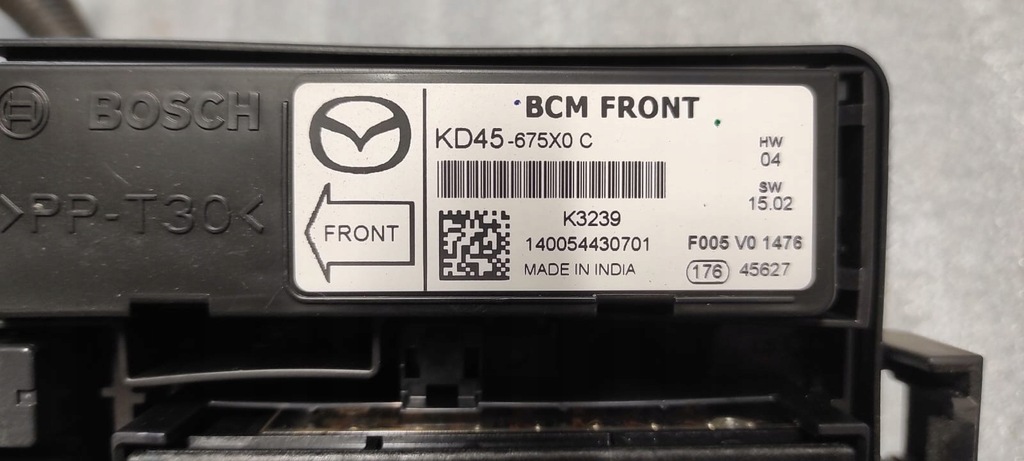 BOSCH
>PP-T30<
BCM FRONT
KD45-675X0 C
HW
04
SW
15.02
FRONT
K3239
140054430701
MADE IN INDIA
F005 V0 1476
176 45627